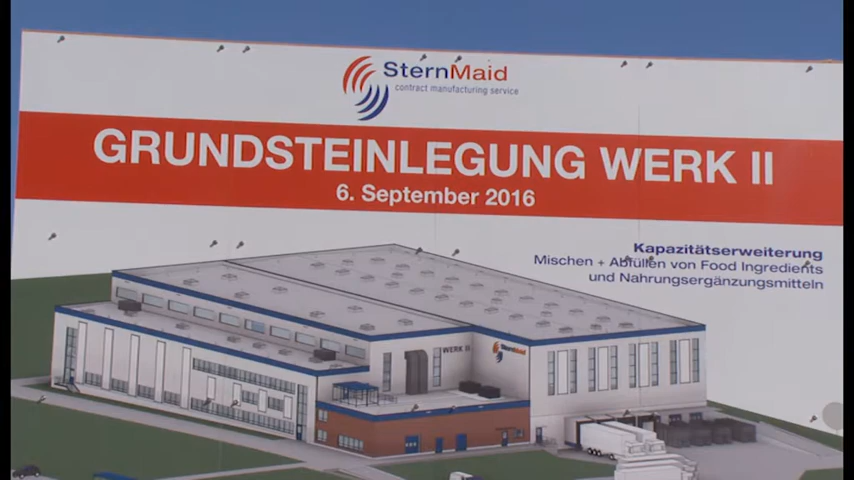 SternMaid
contract manufacturing service
GRUNDSTEINLEGUNG WERK II
6. September 2016
Kapazitätserweiterung
Mischen + Abfüllen von Food Ingredients
und Nahrungsergänzungsmitteln
WERK II
SternMaid